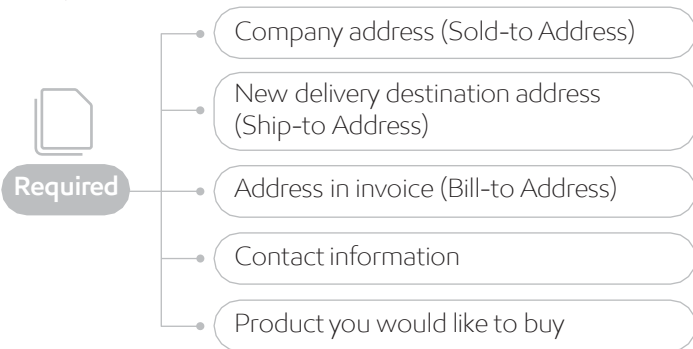 Company address (Sold-to Address)
New delivery destination address
(Ship-to Address)
Required
Address in invoice (Bill-to Address)
Contact information
Product you would like to buy